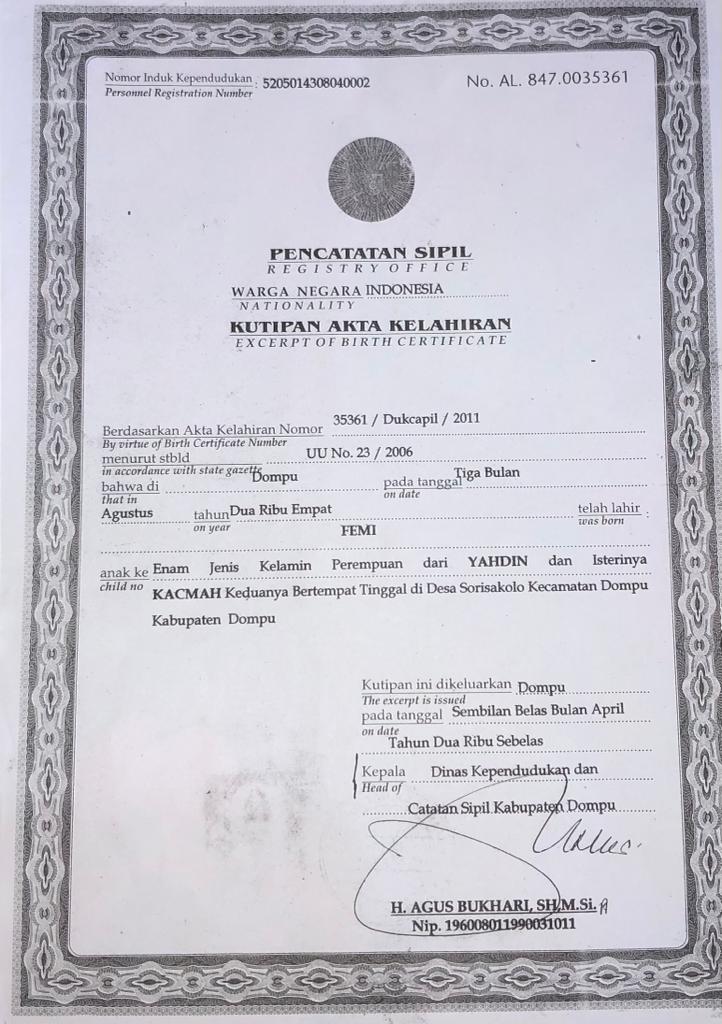 Nomor Induk Kependudukan : 5205014308040002
Personnel Registration Number
No. AL. 847.0035361
PENCATATAN SIPIL
REGISTRY OFFICE
WARGA NEGARA INDONESIA
NATIONALITY
KUTIPAN AKTA KELAHIRAN
EXCERPT OF BIRTH CERTIFICATE
Berdasarkan Akta Kelahiran Nomor 35361 / Dukcapil / 2011
By virtue of Birth Certificate Number
menurut stbld UU No. 23 / 2006
in accordance with state gazette
bahwa di Dompu pada tanggal Tiga Bulan
that in on date
Agustus tahun Dua Ribu Empat telah lahir :
on year was born
FEMI
anak ke Enam Jenis Kelamin Perempuan dari YAHDIN dan Isterinya
child no KACMAH Keduanya Bertempat Tinggal di Desa Sorisakolo Kecamatan Dompu
Kabupaten Dompu
Kutipan ini dikeluarkan Dompu
The excerpt is issued
pada tanggal Sembilan Belas Bulan April
on date
Tahun Dua Ribu Sebelas
Kepala Dinas Kependudukan dan
Head of
Catatan Sipil Kabupaten Dompu
H. AGUS BUKHARI, SH,M.Si.
Nip. 196008011990031011